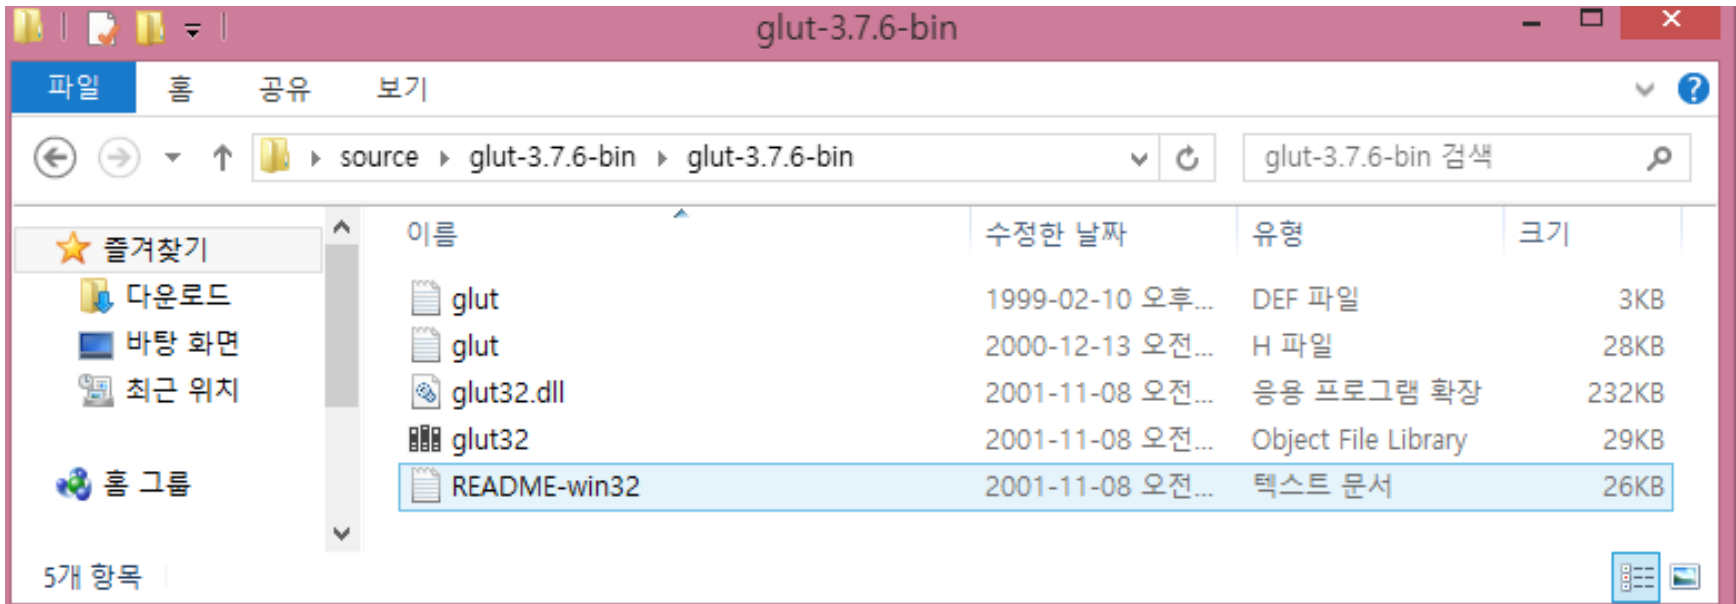 glut-3.7.6-bin
파일 홈 공유 보기
source glut-3.7.6-bin glut-3.7.6-bin
glut-3.7.6-bin 검색
즐겨찾기
다운로드
바탕 화면
최근 위치
홈 그룹
이름 수정한 날짜 유형 크기
glut 1999-02-10 오후... DEF 파일 3KB
glut 2000-12-13 오전... H 파일 28KB
glut32.dll 2001-11-08 오전... 응용 프로그램 확장 232KB
glut32 2001-11-08 오전... Object File Library 29KB
README-win32 2001-11-08 오전... 텍스트 문서 26KB
5개 항목